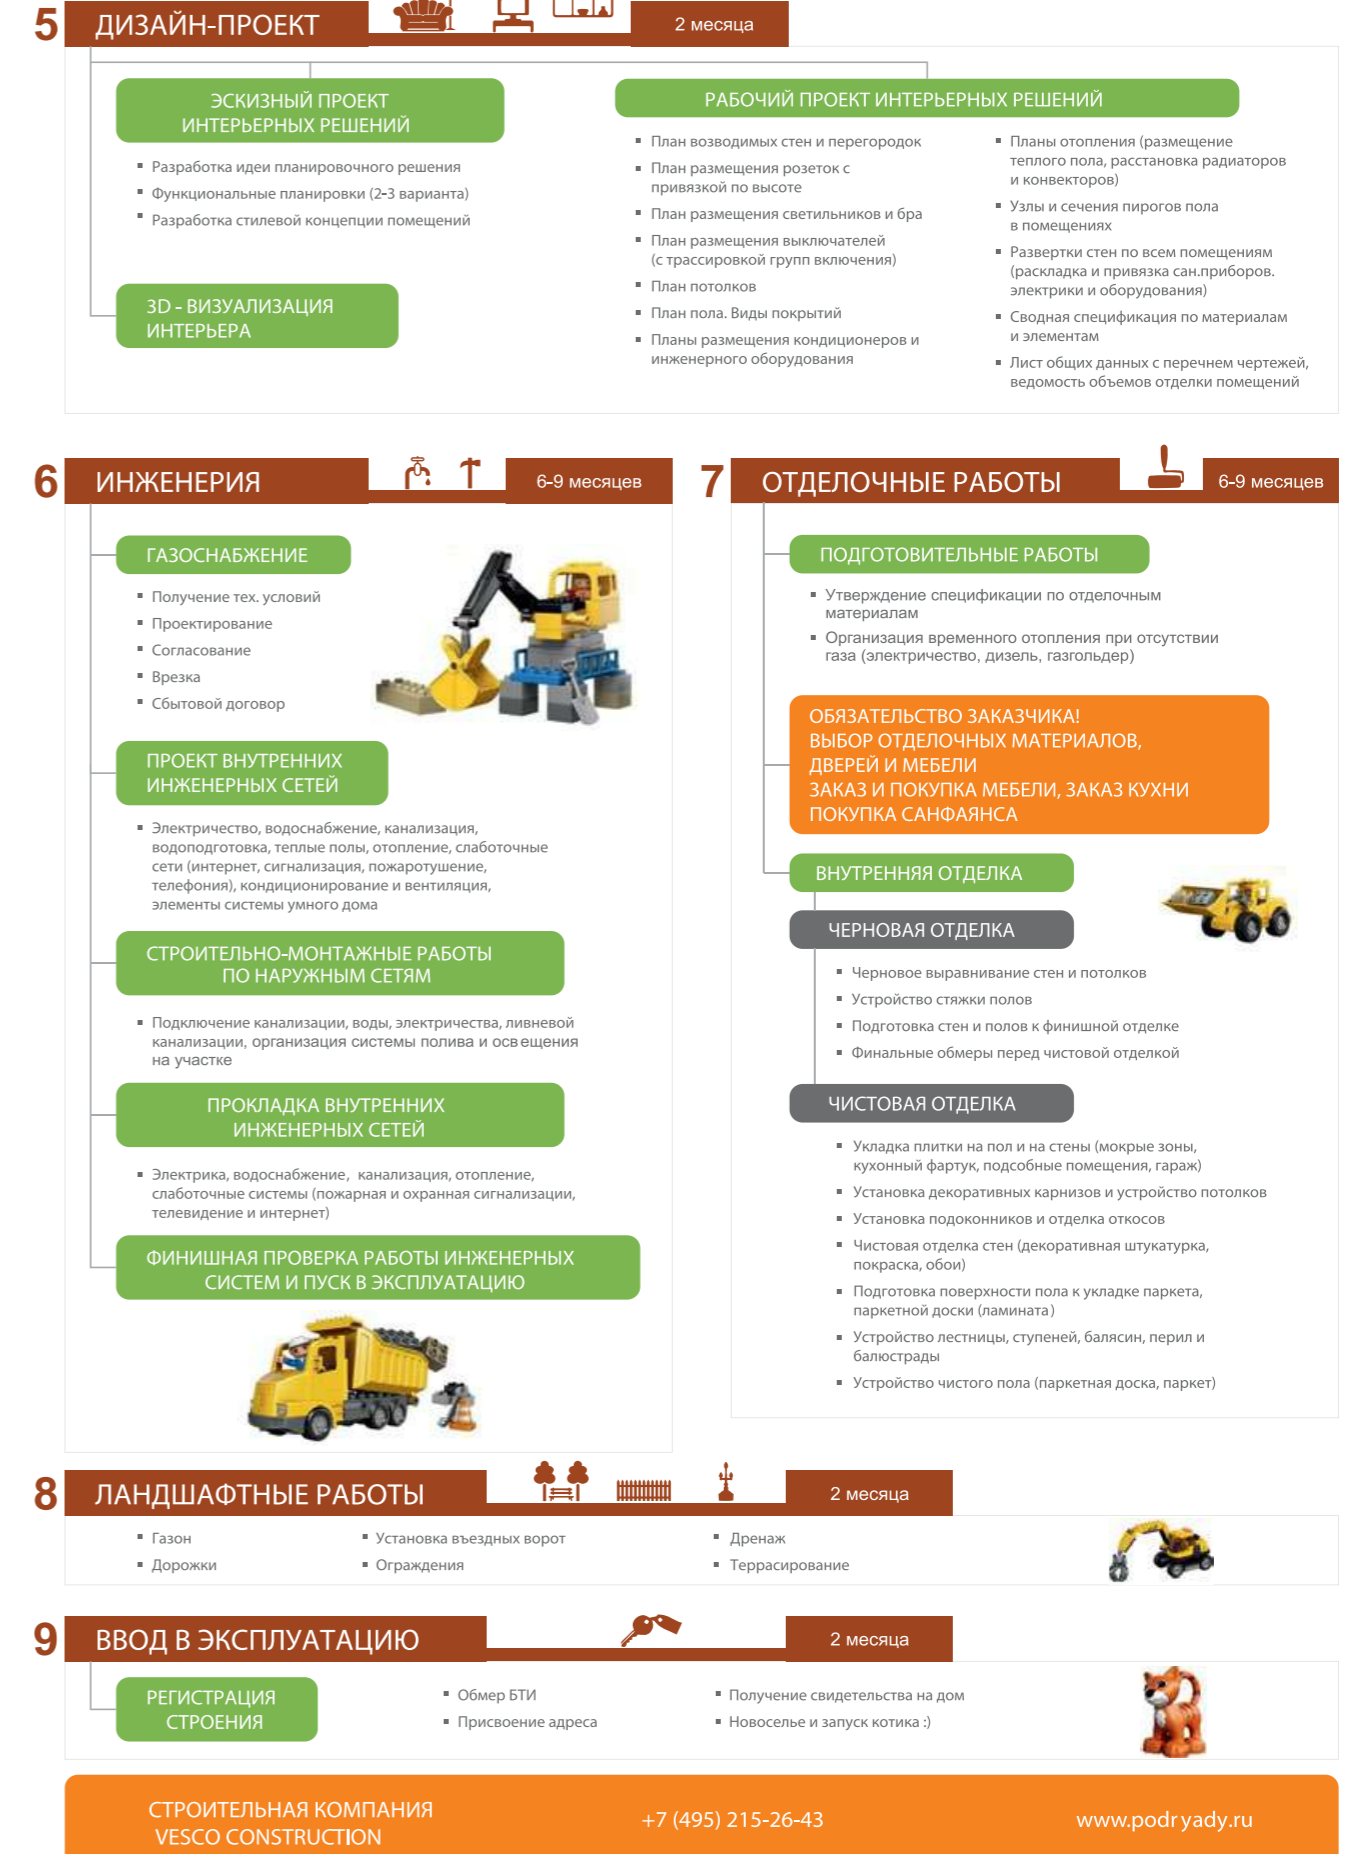 5 ДИЗАЙН-ПРОЕКТ
2 месяца
ЭСКИЗНЫЙ ПРОЕКТ
ИНТЕРЬЕРНЫХ РЕШЕНИЙ
Разработка идеи планировочного решения
Функциональные планировки (2-3 варианта)
Разработка стилевой концепции помещений
3D - ВИЗУАЛИЗАЦИЯ
ИНТЕРЬЕРА
РАБОЧИЙ ПРОЕКТ ИНТЕРЬЕРНЫХ РЕШЕНИЙ
План возводимых стен и перегородок
План размещения розеток с
привязкой по высоте
План размещения светильников и бра
План размещения выключателей
(с трассировкой групп включения)
План потолков
План пола. Виды покрытий
Планы размещения кондиционеров и
инженерного оборудования
Планы отопления (размещение
теплого пола, расстановка радиаторов
и конвекторов)
Узлы и сечения пирогов пола
в помещениях
Развертки стен по всем помещениям
(раскладка и привязка сан.приборов.
электрики и оборудования)
Сводная спецификация по материалам
и элементам
Лист общих данных с перечнем чертежей,
ведомость объемов отделки помещений
6 ИНЖЕНЕРИЯ
6-9 месяцев
ГАЗОСНАБЖЕНИЕ
Получение тех. условий
Проектирование
Согласование
Врезка
Сбытовой договор
ПРОЕКТ ВНУТРЕННИХ
ИНЖЕНЕРНЫХ СЕТЕЙ
Электричество, водоснабжение, канализация,
водоподготовка, теплые полы, отопление, слаботочные
сети (интернет, сигнализация, пожаротушение,
телефония), кондиционирование и вентиляция,
элементы системы умного дома
СТРОИТЕЛЬНО-МОНТАЖНЫЕ РАБОТЫ
ПО НАРУЖНЫМ СЕТЯМ
Подключение канализации, воды, электричества, ливневой
канализации, организация системы полива и освещения
на участке
ПРОКЛАДКА ВНУТРЕННИХ
ИНЖЕНЕРНЫХ СЕТЕЙ
Электрика, водоснабжение, канализация, отопление,
слаботочные системы (пожарная и охранная сигнализации,
телевидение и интернет)
ФИНИШНАЯ ПРОВЕРКА РАБОТЫ ИНЖЕНЕРНЫХ
СИСТЕМ И ПУСК В ЭКСПЛУАТАЦИЮ
7 ОТДЕЛОЧНЫЕ РАБОТЫ
6-9 месяцев
ПОДГОТОВИТЕЛЬНЫЕ РАБОТЫ
Утверждение спецификации по отделочным
материалам
Организация временного отопления при отсутствии
газа (электричество, дизель, газгольдер)
ОБЯЗАТЕЛЬСТВО ЗАКАЗЧИКА!
ВЫБОР ОТДЕЛОЧНЫХ МАТЕРИАЛОВ,
ДВЕРЕЙ И МЕБЕЛИ
ЗАКАЗ И ПОКУПКА МЕБЕЛИ, ЗАКАЗ КУХНИ
ПОКУПКА САНФАЯНСА
ВНУТРЕННЯЯ ОТДЕЛКА
ЧЕРНОВАЯ ОТДЕЛКА
Черновое выравнивание стен и потолков
Устройство стяжки полов
Подготовка стен и полов к финишной отделке
Финальные обмеры перед чистовой отделкой
ЧИСТОВАЯ ОТДЕЛКА
Укладка плитки на пол и на стены (мокрые зоны,
кухонный фартук, подсобные помещения, гараж)
Установка декоративных карнизов и устройство потолков
Установка подоконников и отделка откосов
Чистовая отделка стен (декоративная штукатурка,
покраска, обои)
Подготовка поверхности пола к укладке паркета,
паркетной доски (ламината)
Устройство лестницы, ступеней, балясин, перил и
балюстрады
Устройство чистого пола (паркетная доска, паркет)
8 ЛАНДШАФТНЫЕ РАБОТЫ
2 месяца
Газон
Дорожки
Установка въездных ворот
Ограждения
Дренаж
Террасирование
9 ВВОД В ЭКСПЛУАТАЦИЮ
2 месяца
РЕГИСТРАЦИЯ
СТРОЕНИЯ
Обмер БТИ
Присвоение адреса
Получение свидетельства на дом
Новоселье и запуск котика :)
СТРОИТЕЛЬНАЯ КОМПАНИЯ
VESCO CONSTRUCTION
+7 (495) 215-26-43
www.podryady.ru